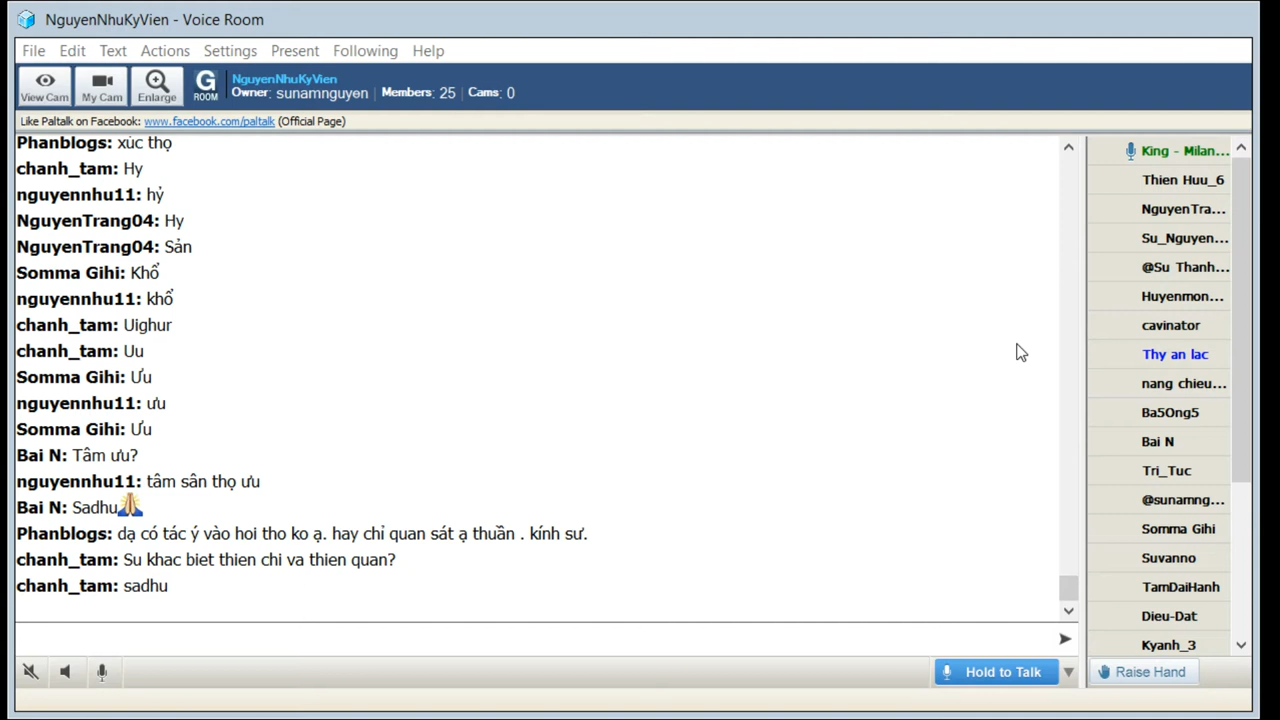 NguyenNhuKyVien - Voice Room
File Edit Text Actions Settings Present Following Help
View Cam My Cam Enlarge G ROOM NguyenNhuKyVien
Owner: sunamnguyen | Members: 25 | Cams: 0
Like Paltalk on Facebook: www.facebook.com/paltalk (Official Page)
Phanblogs: xúc thọ
chanh_tam: Hy
nguyennhu11: hỷ
NguyenTrang04: Hy
NguyenTrang04: Sản
Somma Gihi: Khổ
nguyennhu11: khổ
chanh_tam: Uighur
chanh_tam: Uu
Somma Gihi: Ưu
nguyennhu11: ưu
Somma Gihi: Ưu
Bai N: Tâm ưu?
nguyennhu11: tâm sân thọ ưu
Bai N: Sadhu
Phanblogs: dạ có tác ý vào hoi tho ko ạ. hay chỉ quan sát ạ thuần . kính sư.
chanh_tam: Su khac biet thien chi va thien quan?
chanh_tam: sadhu
King - Milan...
Thien Huu_6
NguyenTra...
Su_Nguyen...
@Su Thanh...
Huyenmon...
cavinator
Thy an lac
nang chieu...
Ba5Ong5
Bai N
Tri_Tuc
@sunamng...
Somma Gihi
Suvanno
TamDaiHanh
Dieu-Dat
Kyanh_3
Hold to Talk
Raise Hand